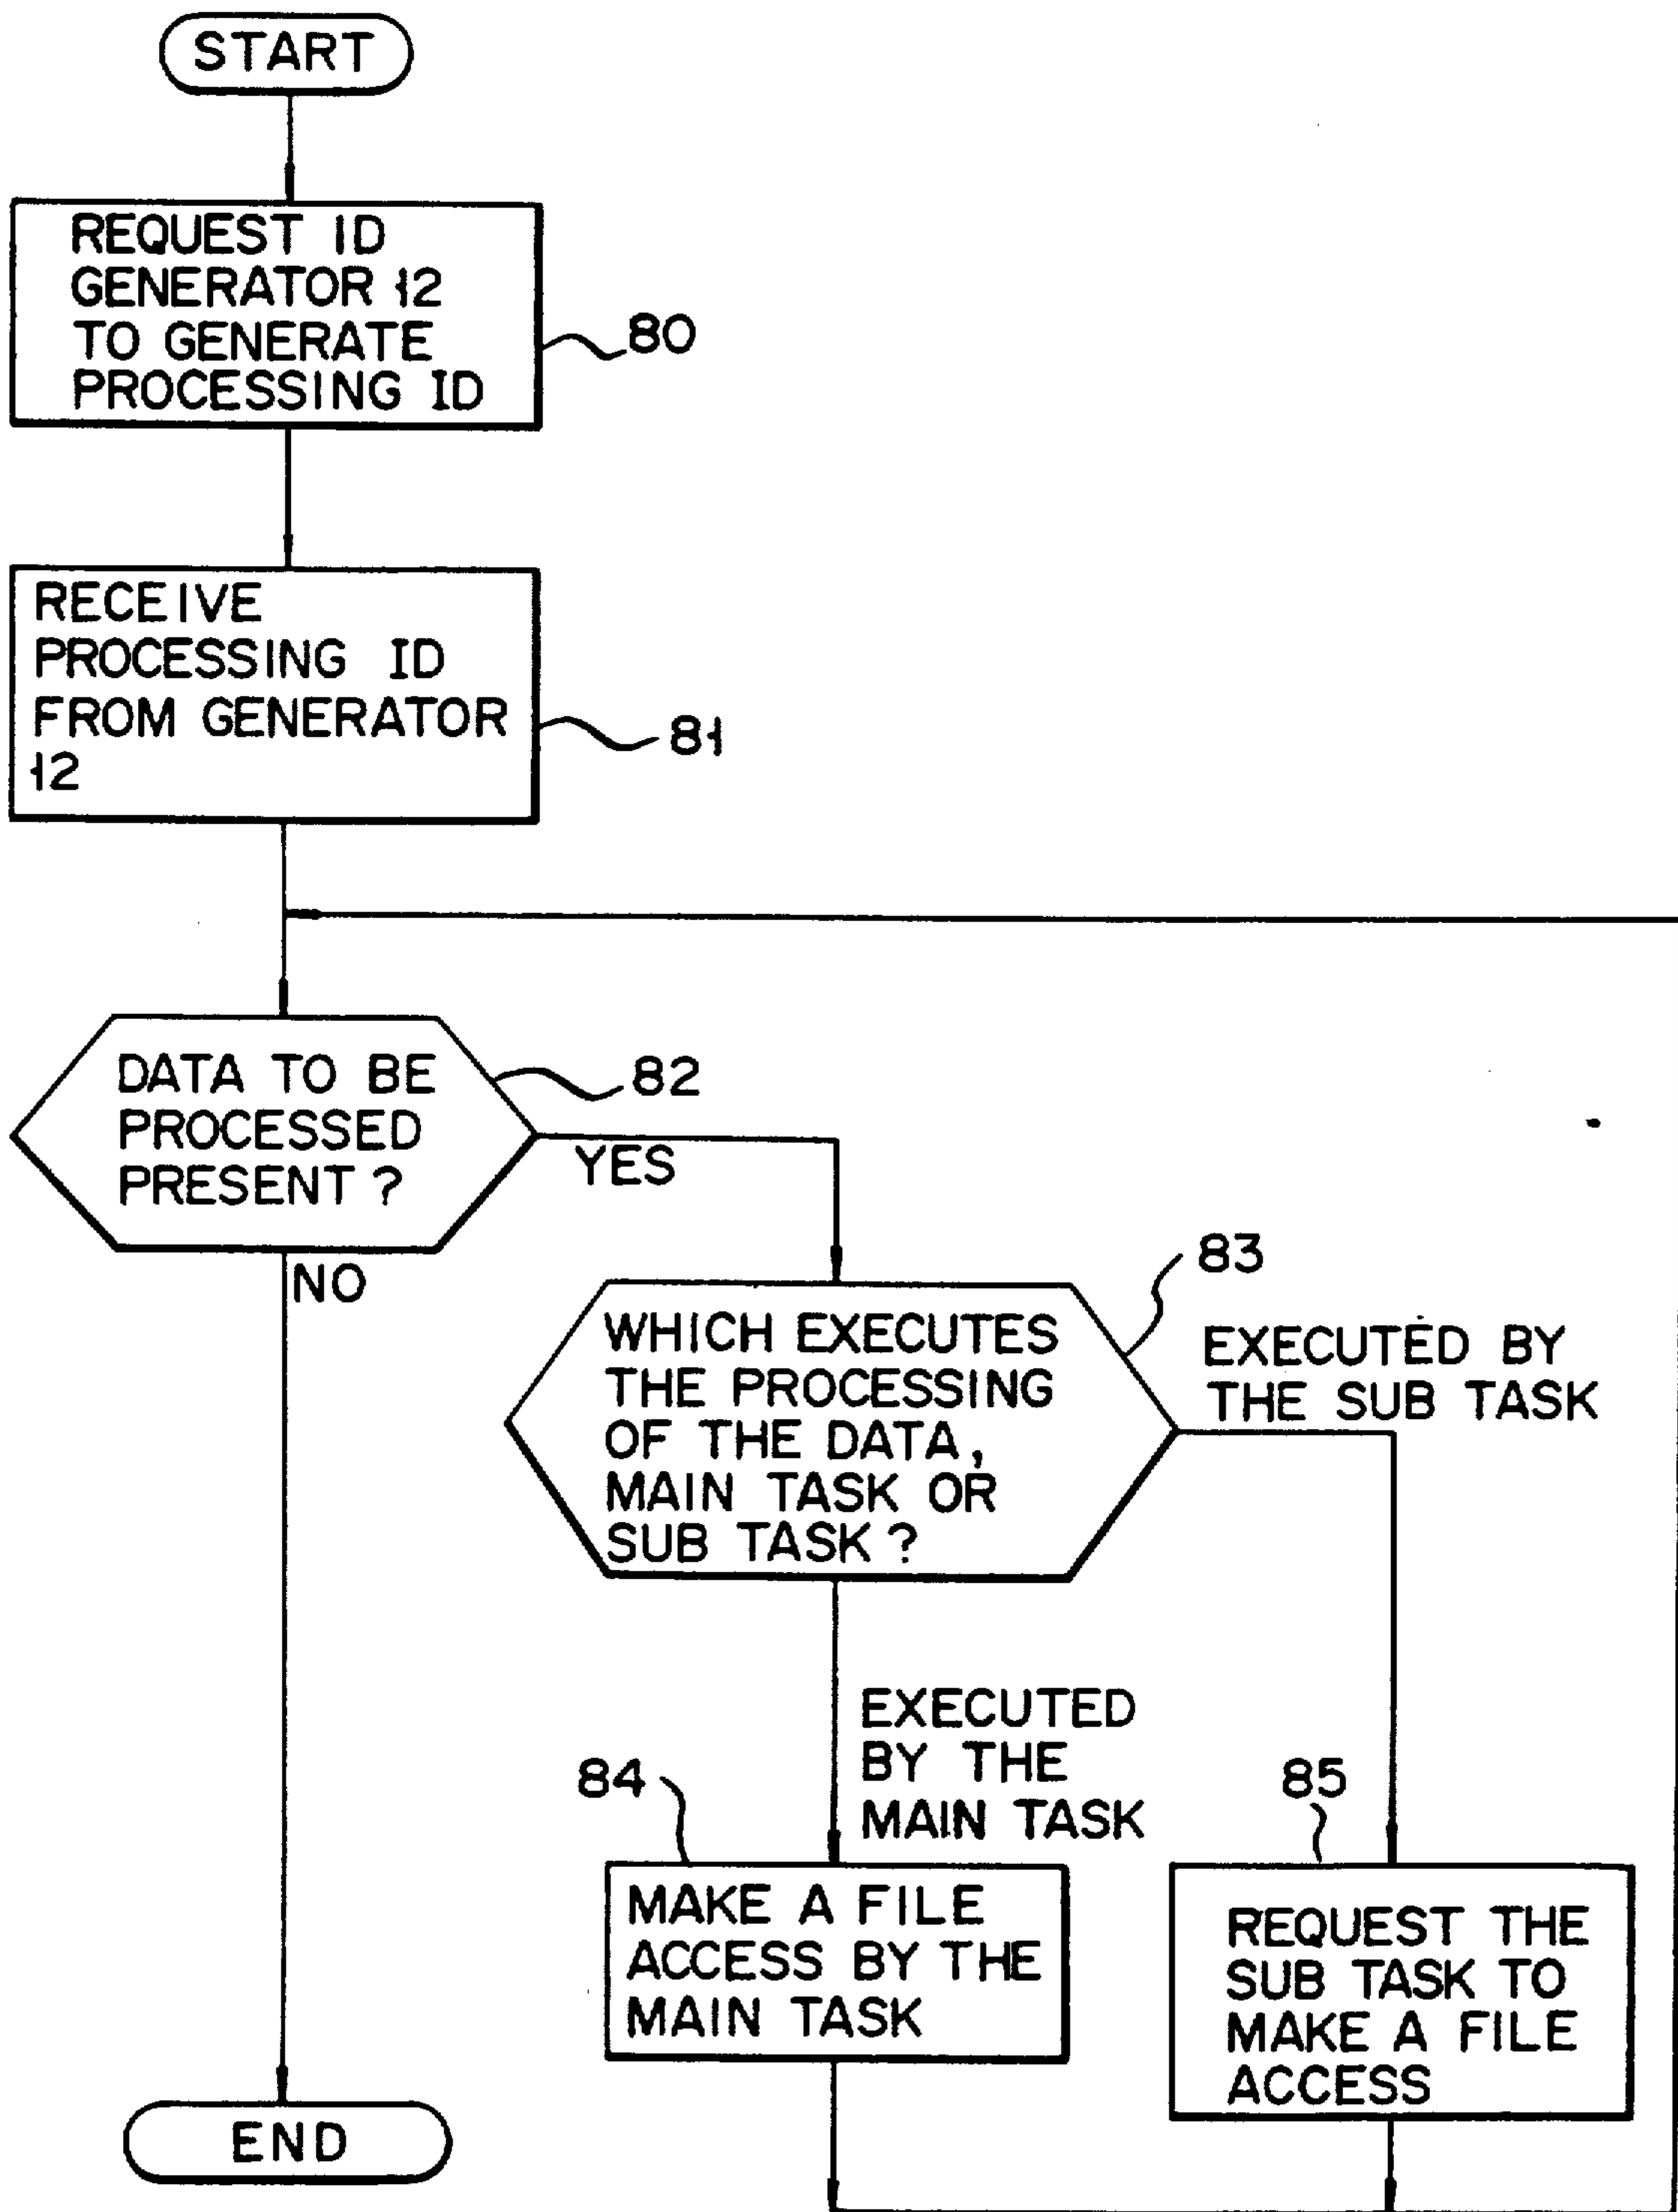 START
REQUEST ID
GENERATOR 12
TO GENERATE
PROCESSING ID
80
RECEIVE
PROCESSING ID
FROM GENERATOR
12
81
DATA TO BE
PROCESSED
PRESENT ?
82
YES
NO
WHICH EXECUTES
THE PROCESSING
OF THE DATA,
MAIN TASK OR
SUB TASK ?
83
EXECUTED BY
THE SUB TASK
EXECUTED
BY THE
MAIN TASK
84
MAKE A FILE
ACCESS BY THE
MAIN TASK
85
REQUEST THE
SUB TASK TO
MAKE A FILE
ACCESS
END